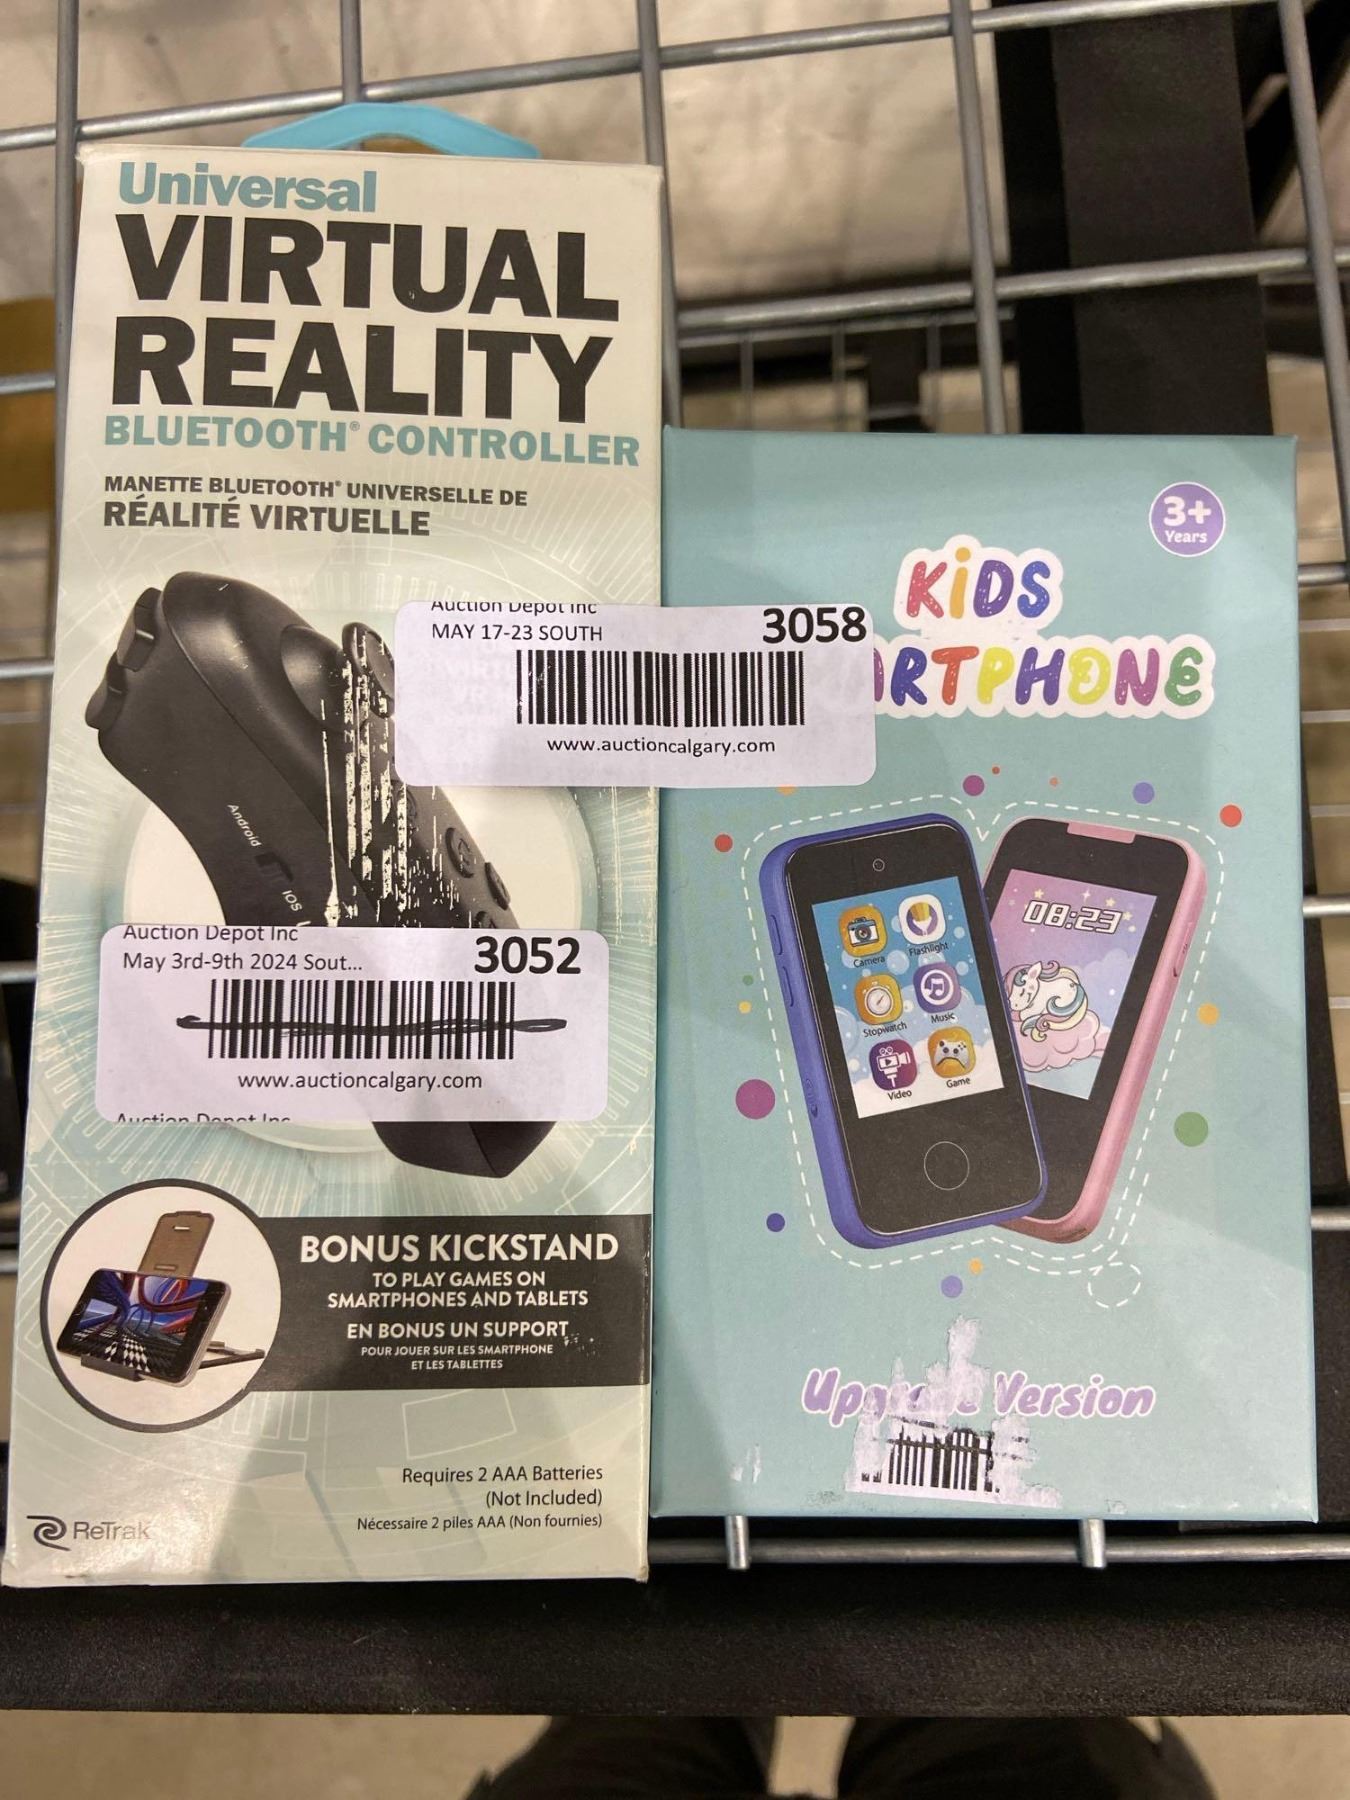 Universal
VIRTUAL
REALITY
BLUETOOTH® CONTROLLER
MANETTE BLUETOOTH® UNIVERSELLE DE
RÉALITÉ VIRTUELLE
Android
iOS
Auction Depot Inc
MAY 17-23 SOUTH
3058
www.auctioncalgary.com
Auction Depot Inc
May 3rd-9th 2024 Sout...
3052
www.auctioncalgary.com
Auction Depot Inc
BONUS KICKSTAND
TO PLAY GAMES ON
SMARTPHONES AND TABLETS
EN BONUS UN SUPPORT
POUR JOUER SUR LES SMARTPHONE
ET LES TABLETTES
Requires 2 AAA Batteries
(Not Included)
Nécessaire 2 piles AAA (Non fournies)
ReTrak
3+
Years
KiDS
ARTPHONE
08:23
Camera
Flashlight
Stopwatch
Music
Video
Game
Version